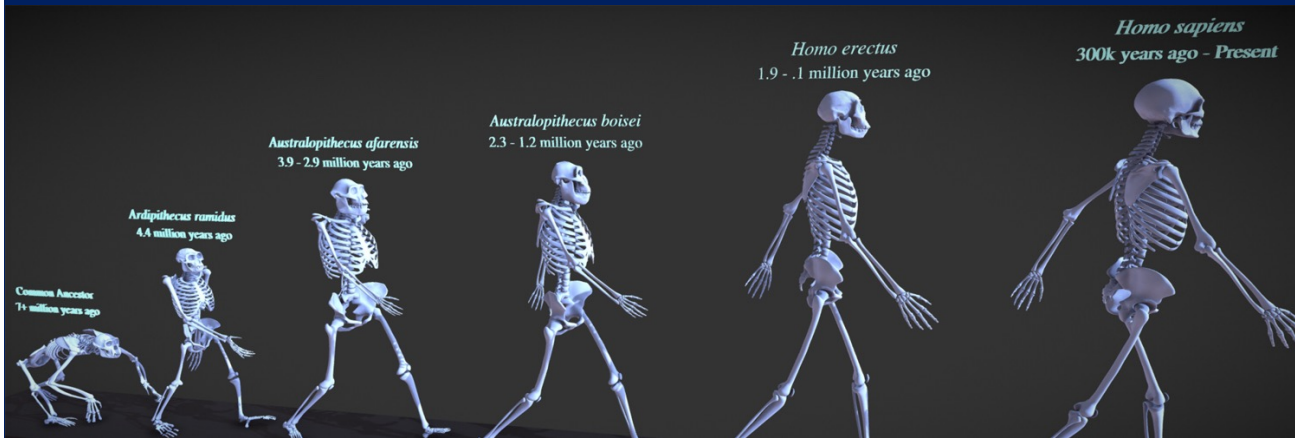 Common Ancestor
7+ million years ago
Ardipithecus ramidus
4.4 million years ago
Australopithecus afarensis
3.9 - 2.9 million years ago
Australopithecus boisei
2.3 - 1.2 million years ago
Homo erectus
1.9 - .1 million years ago
Homo sapiens
300k years ago - Present